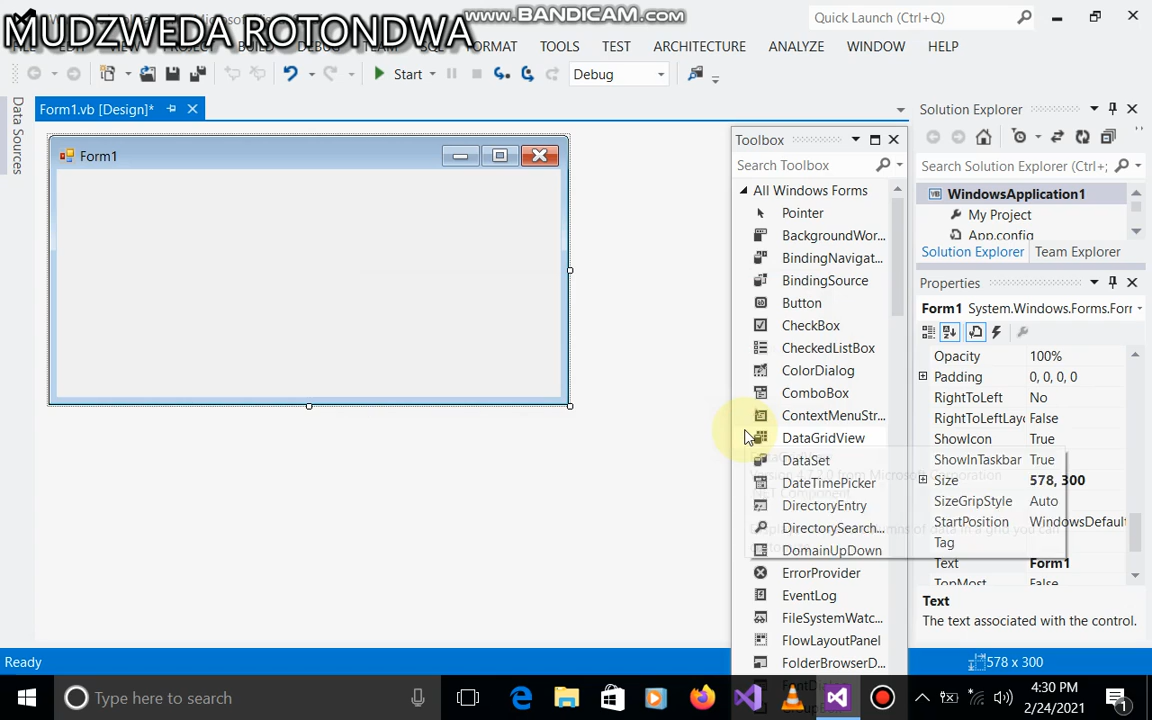 www.BANDICAM.com
Quick Launch (Ctrl+Q)
MUDZWEDA ROTONDWA
FORMAT TOOLS TEST ARCHITECTURE ANALYZE WINDOW HELP
Start Debug
Form1.vb [Design]*
Data Sources
Form1
Toolbox
Search Toolbox
All Windows Forms
Pointer
BackgroundWor...
BindingNavigat...
BindingSource
Button
CheckBox
CheckedListBox
ColorDialog
ComboBox
ContextMenuStr...
DataGridView
DataSet
DateTimePicker
DirectoryEntry
DirectorySearch...
DomainUpDown
ErrorProvider
EventLog
FileSystemWatc...
FlowLayoutPanel
FolderBrowserD...
Solution Explorer
Search Solution Explorer (Ctrl+;
WindowsApplication1
My Project
App.config
Solution Explorer Team Explorer
Properties
Form1 System.Windows.Forms.Forr
Opacity 100%
Padding 0, 0, 0, 0
RightToLeft No
RightToLeftLayo False
ShowIcon True
ShowInTaskbar True
Size 578, 300
SizeGripStyle Auto
StartPosition WindowsDefaul
Tag
Text Form1
TopMost False
Text
The text associated with the control.
Ready
578 x 300
Type here to search
4:30 PM
2/24/2021
1